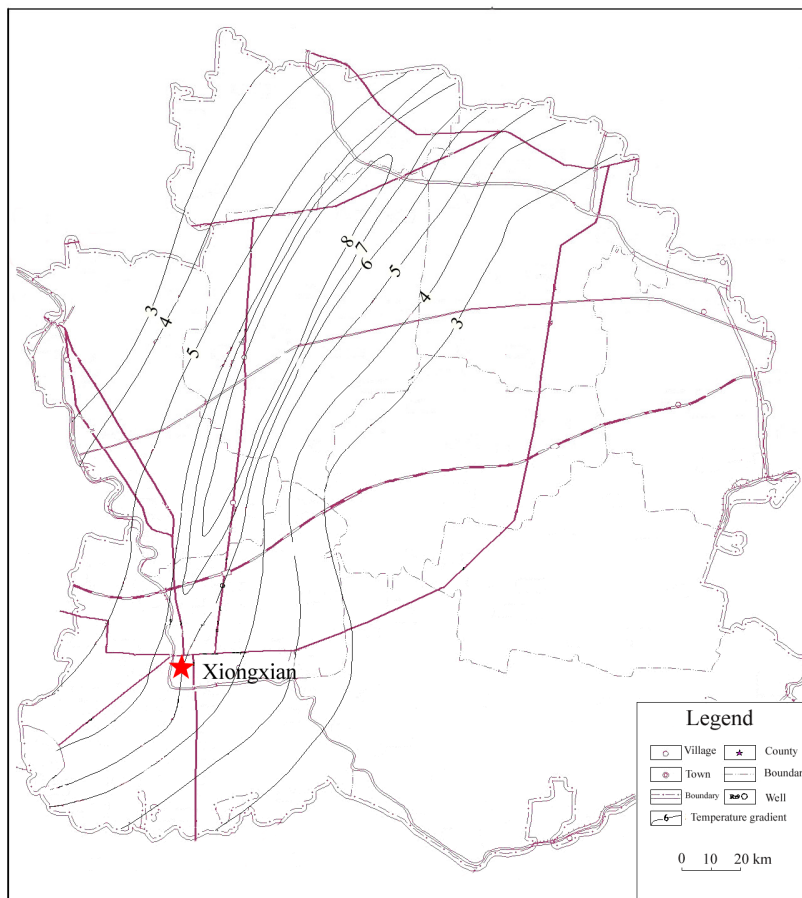 8
7
6
5
4
3
3
4
5
Xiongxian
Legend
Village
County
Town
Boundar
Boundary
Well
6
Temperature gradient
0 10 20 km